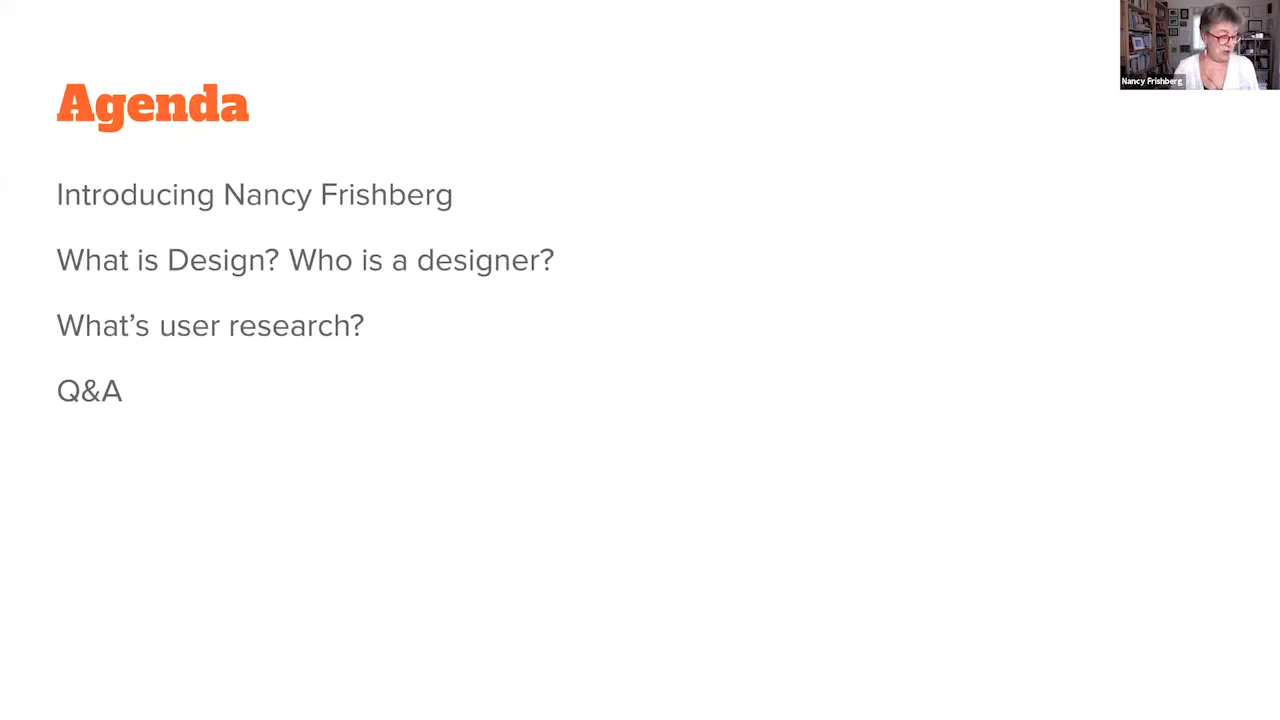 Agenda
Introducing Nancy Frishberg
What is Design? Who is a designer?
What’s user research?
Q&A
Nancy Frishberg